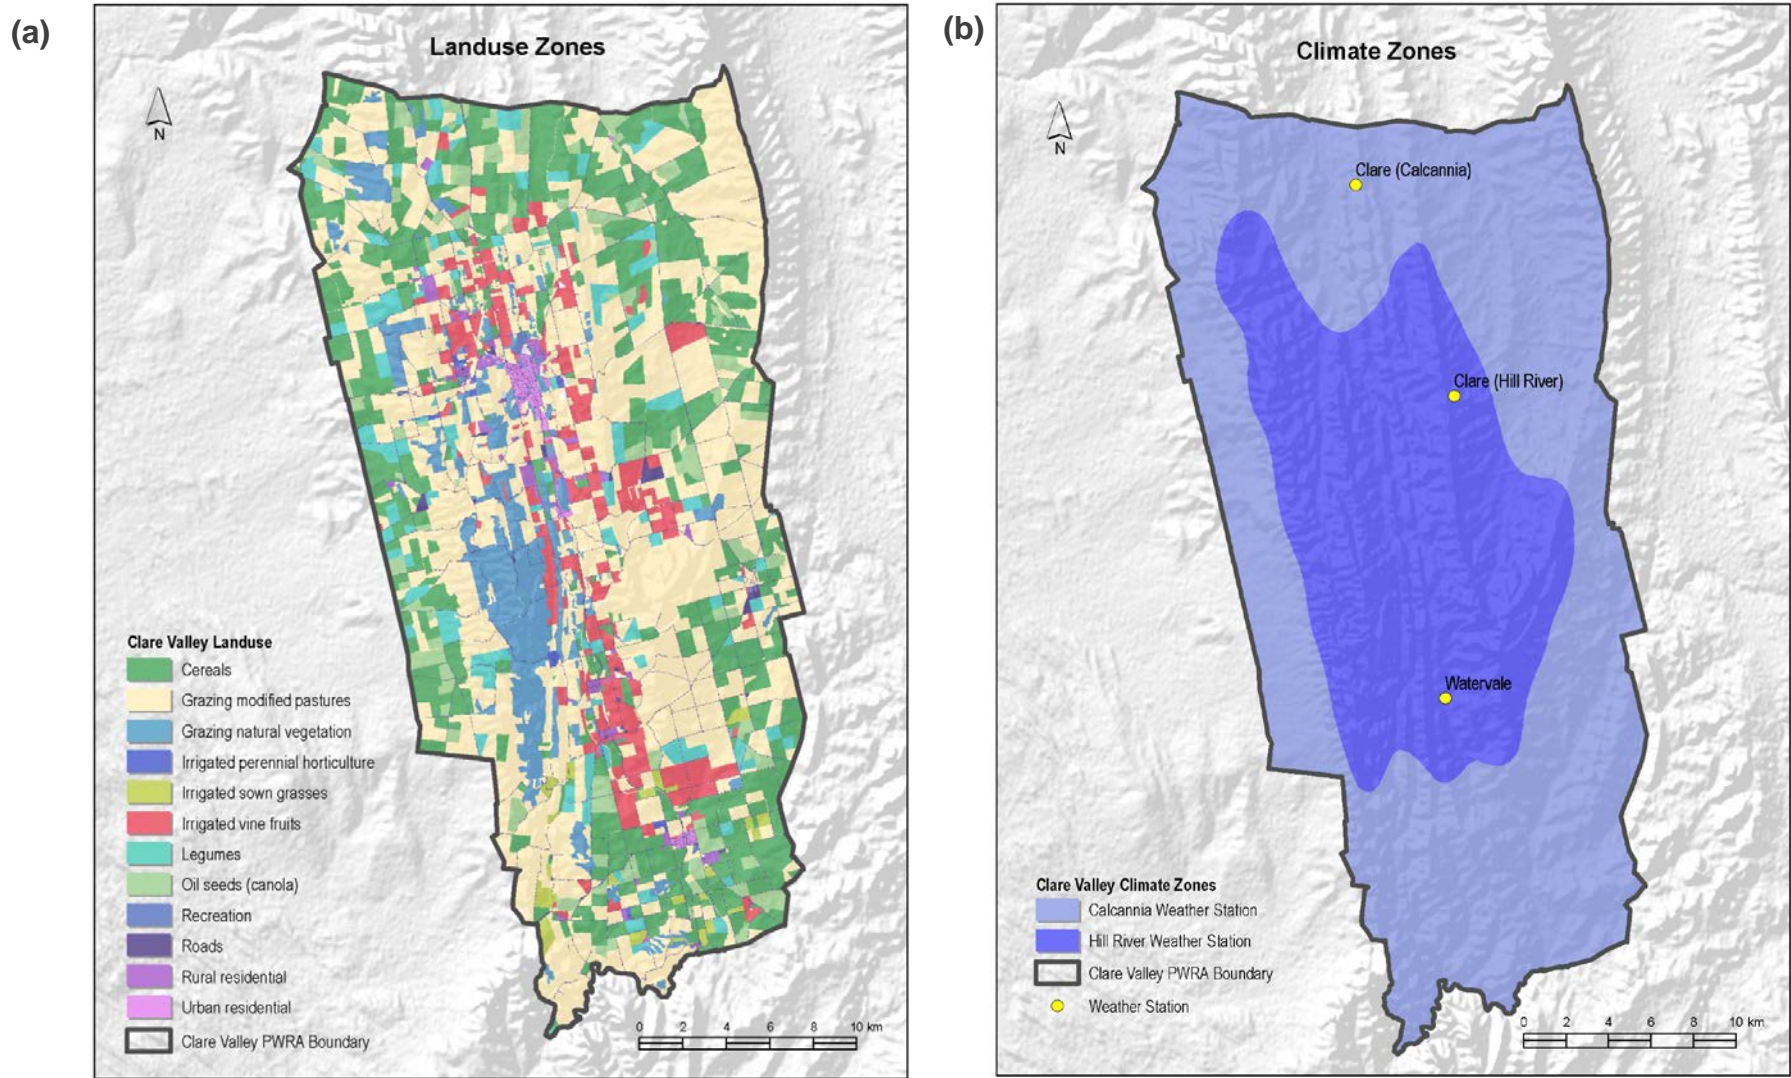 (a)
Landuse Zones
N
Clare Valley Landuse
Cereals
Grazing modified pastures
Grazing natural vegetation
Irrigated perennial horticulture
Irrigated sown grasses
Irrigated vine fruits
Legumes
Oil seeds (canola)
Recreation
Roads
Rural residential
Urban residential
Clare Valley PWRA Boundary
0 2 4 6 8 10 km
(b)
Climate Zones
N
Clare (Calcannia)
Clare (Hill River)
Watervale
Clare Valley Climate Zones
Calcannia Weather Station
Hill River Weather Station
Clare Valley PWRA Boundary
Weather Station
0 2 4 6 8 10 km